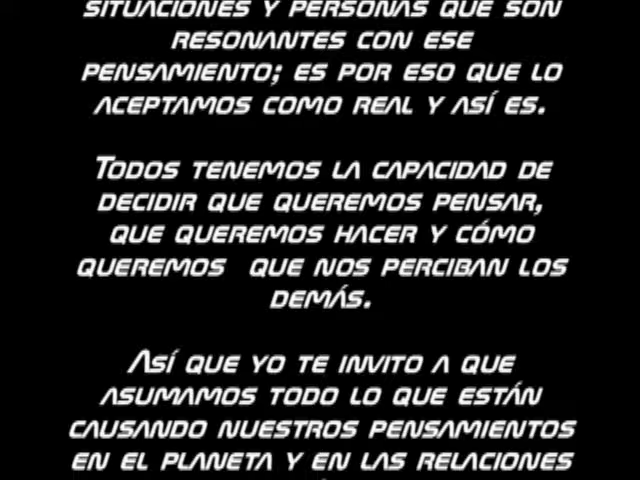 SITUACIONES Y PERSONAS QUE SON
RESONANTES CON ESE
PENSAMIENTO; ES POR ESO QUE LO
ACEPTAMOS COMO REAL Y ASÍ ES.
TODOS TENEMOS LA CAPACIDAD DE
DECIDIR QUE QUEREMOS PENSAR,
QUE QUEREMOS HACER Y CÓMO
QUEREMOS QUE NOS PERCIBAN LOS
DEMÁS.
ASÍ QUE YO TE INVITO A QUE
ASUMAMOS TODO LO QUE ESTÁN
CAUSANDO NUESTROS PENSAMIENTOS
EN EL PLANETA Y EN LAS RELACIONES